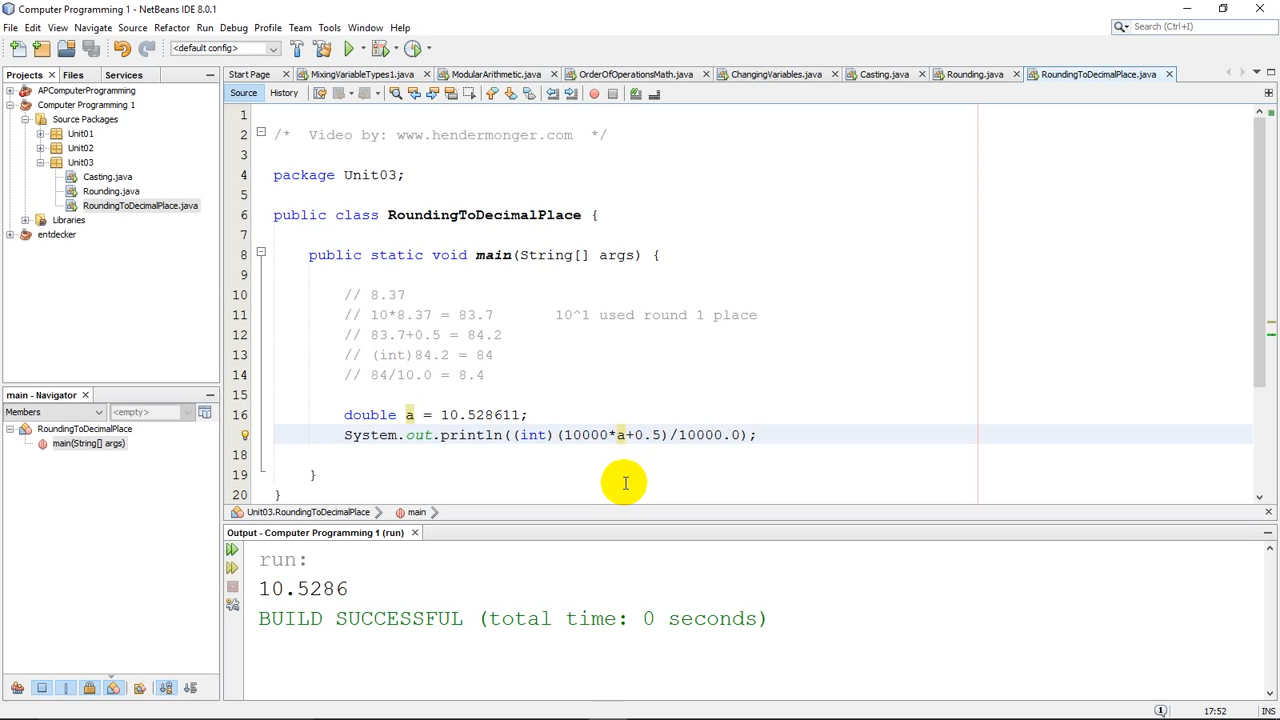 Computer Programming 1 - NetBeans IDE 8.0.1
File Edit View Navigate Source Refactor Run Debug Profile Team Tools Window Help
Search (Ctrl+I)
<default config>
Projects Files Services
Start Page MixingVariableTypes1.java ModularArithmetic.java OrderOfOperationsMath.java ChangingVariables.java Casting.java Rounding.java RoundingToDecimalPlace.java
Source History
APComputerProgramming
Computer Programming 1
Source Packages
Unit01
Unit02
Unit03
Casting.java
Rounding.java
RoundingToDecimalPlace.java
Libraries
entdecker
1
2 /* Video by: www.hendermonger.com */
3
4 package Unit03;
5
6 public class RoundingToDecimalPlace {
7
8 public static void main(String[] args) {
9
10 // 8.37
11 // 10*8.37 = 83.7 10^1 used round 1 place
12 // 83.7+0.5 = 84.2
13 // (int)84.2 = 84
14 // 84/10.0 = 8.4
15
16 double a = 10.528611;
System.out.println((int)(10000*a+0.5)/10000.0);
18
19 }
20 }
main - Navigator
Members <empty>
RoundingToDecimalPlace
main(String[] args)
Unit03.RoundingToDecimalPlace main
Output - Computer Programming 1 (run)
run:
10.5286
BUILD SUCCESSFUL (total time: 0 seconds)
1 17:52 INS